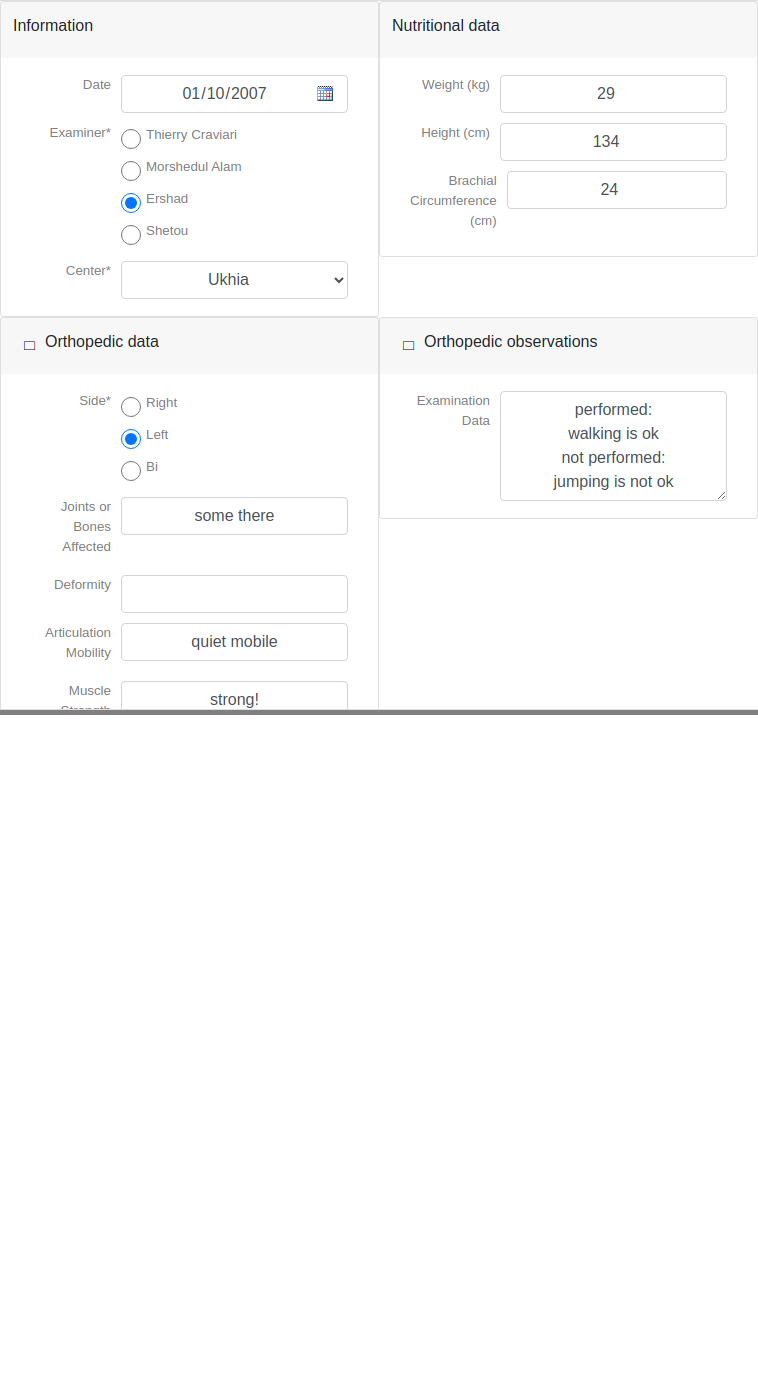 Information
Date
01/10/2007
Examiner*
Thierry Craviari
Morshedul Alam
Ershad
Shetou
Center*
Ukhia
Nutritional data
Weight (kg)
29
Height (cm)
134
Brachial
Circumference
(cm)
24
Orthopedic data
Side*
Right
Left
Bi
Joints or
Bones
Affected
some there
Deformity
Articulation
Mobility
quiet mobile
Muscle
Strength
strong!
Orthopedic observations
Examination
Data
performed:
walking is ok
not performed:
jumping is not ok